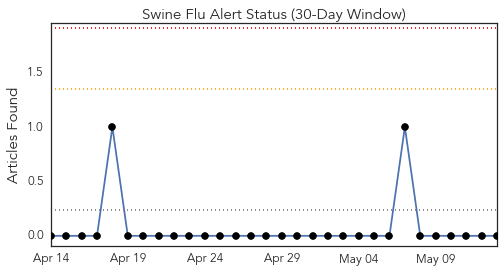 Swine Flu Alert Status (30-Day Window)
Articles Found
1.5
1.0
0.5
0.0
Apr 14
Apr 19
Apr 24
Apr 29
May 04
May 09